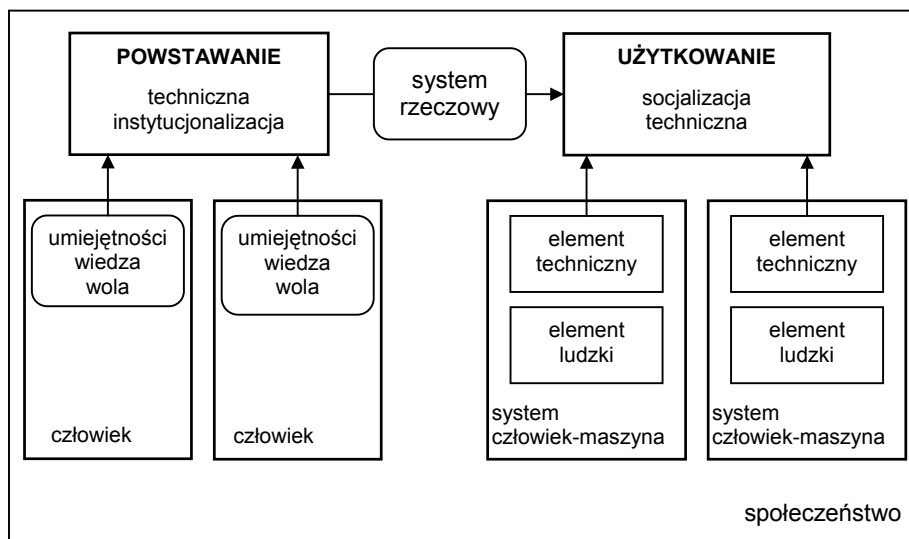 POWSTAWANIE
techniczna
instytucjonalizacja
system
rzeczowy
UŻYTKOWANIE
socjalizacja
techniczna
umiejętności
wiedza
wola
człowiek
umiejętności
wiedza
wola
człowiek
element
techniczny
element
ludzki
system
człowiek-maszyna
element
techniczny
element
ludzki
system
człowiek-maszyna
społeczeństwo